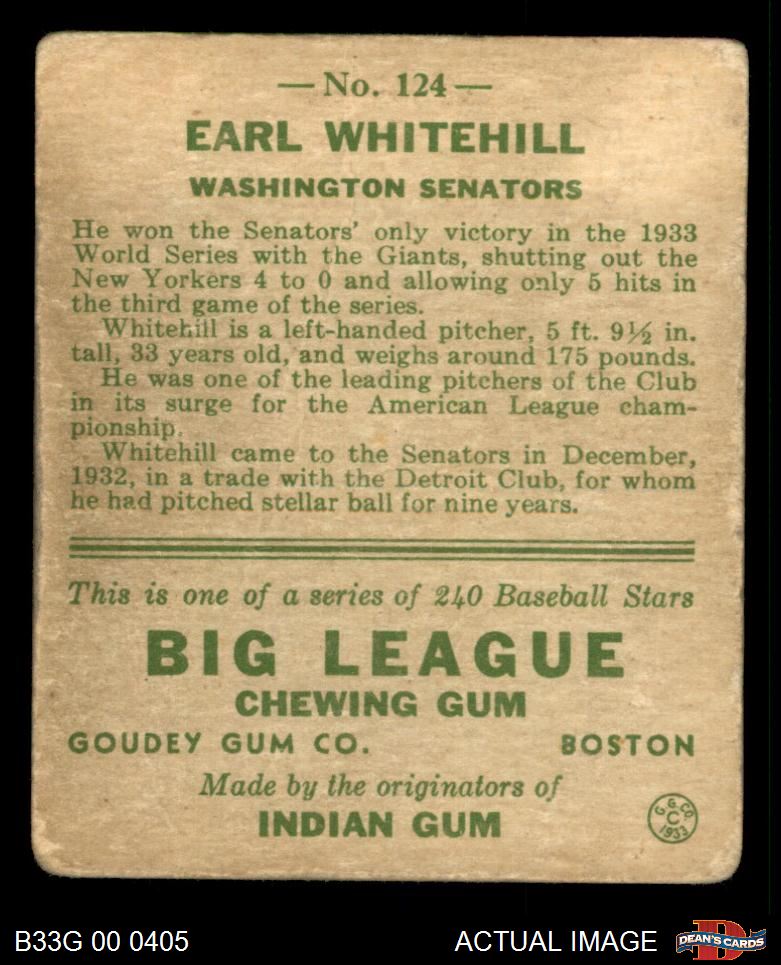 — No. 124 —
EARL WHITEHILL
WASHINGTON SENATORS
He won the Senators' only victory in the 1933
World Series with the Giants, shutting out the
New Yorkers 4 to 0 and allowing only 5 hits in
the third game of the series.
Whitehill is a left-handed pitcher, 5 ft. 9½ in.
tall, 33 years old, and weighs around 175 pounds.
He was one of the leading pitchers of the Club
in its surge for the American League cham-
pionship.
Whitehill came to the Senators in December,
1932, in a trade with the Detroit Club, for whom
he had pitched stellar ball for nine years.
This is one of a series of 240 Baseball Stars
BIG LEAGUE
CHEWING GUM
GOUDEY GUM CO. BOSTON
Made by the originators of
INDIAN GUM
G. G. CO.
C
1933
B33G 00 0405 ACTUAL IMAGE
D
DEAN'S CARDS